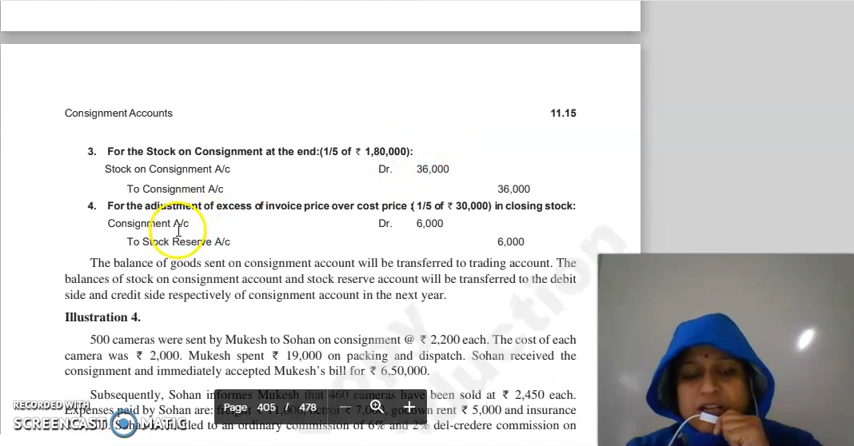 Consignment Accounts 11.15
3. For the Stock on Consignment at the end:(1/5 of ₹ 1,80,000):
Stock on Consignment A/c Dr. 36,000
To Consignment A/c 36,000
4. For the adjustment of excess of invoice price over cost price ( 1/5 of ₹ 30,000) in closing stock:
Consignment A/c Dr. 6,000
To Stock Reserve A/c 6,000
The balance of goods sent on consignment account will be transferred to trading account. The
balances of stock on consignment account and stock reserve account will be transferred to the debit
side and credit side respectively of consignment account in the next year.
Illustration 4.
500 cameras were sent by Mukesh to Sohan on consignment @ ₹ 2,200 each. The cost of each
camera was ₹ 2,000. Mukesh spent ₹ 19,000 on packing and dispatch. Sohan received the
consignment and immediately accepted Mukesh's bill for ₹ 6,50,000.
Subsequently, Sohan informes Mukesh that 460 cameras have been sold at ₹ 2,450 each.
Expenses paid by Sohan are: ₹ 5,000 and insurance
to an ordinary commission of 6% and 2% del-credere commission on
Page 405 / 478
RECORDED WITH
SCREENCAST MATIC